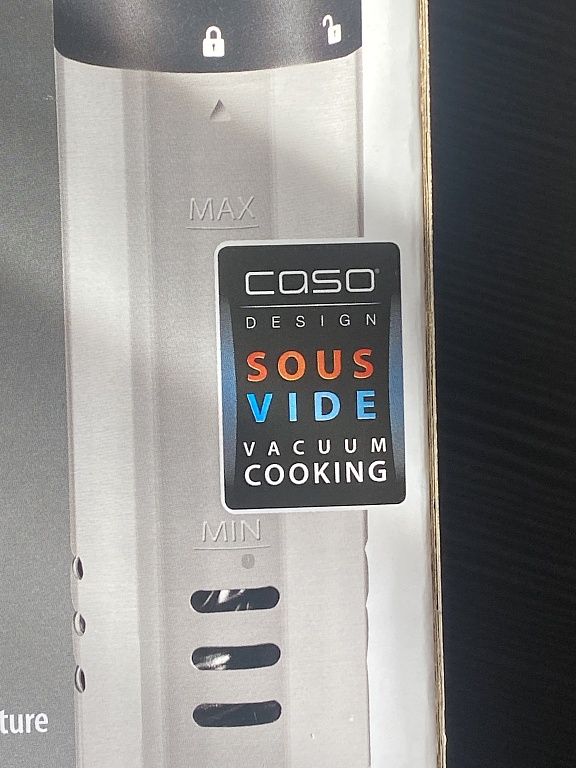 MAX
caso®
DESIGN
SOUS
VIDE
VACUUM
COOKING
MIN
ture